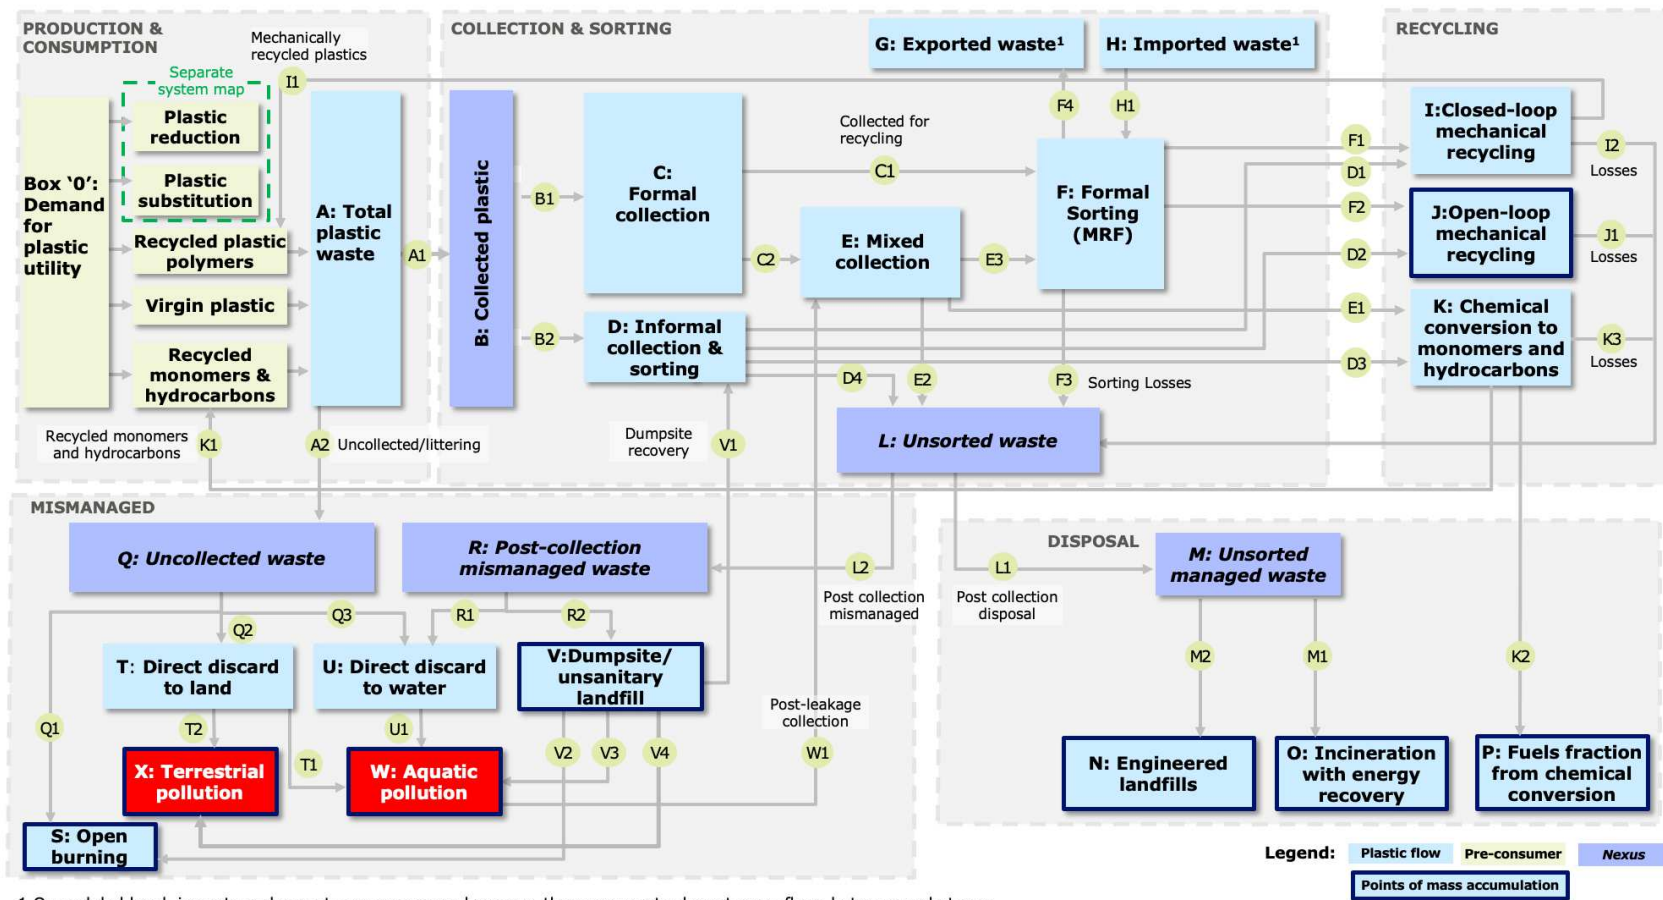 PRODUCTION &
CONSUMPTION
Mechanically
recycled plastics
I1
Separate
system map
Plastic
reduction
Plastic
substitution
Box ‘0’:
Demand
for
plastic
utility
Recycled plastic
polymers
Virgin plastic
Recycled
monomers &
hydrocarbons
A: Total
plastic
waste
A1
Recycled monomers
and hydrocarbons
K1
A2
Uncollected/littering
COLLECTION & SORTING
G: Exported waste¹
H: Imported waste¹
F4
H1
B: Collected plastic
B1
B2
C:
Formal
collection
Collected for
recycling
C1
C2
E: Mixed
collection
E3
F: Formal
Sorting
(MRF)
D: Informal
collection &
sorting
D4
E2
F3
Sorting Losses
Dumpsite
recovery
V1
L: Unsorted waste
RECYCLING
F1
D1
F2
D2
E1
D3
I:Closed-loop
mechanical
recycling
I2
Losses
J:Open-loop
mechanical
recycling
J1
Losses
K: Chemical
conversion to
monomers and
hydrocarbons
K3
Losses
MISMANAGED
Q: Uncollected waste
R: Post-collection
mismanaged waste
L2
Post collection
mismanaged
L1
Post collection
disposal
Q3
Q2
R1
R2
T: Direct discard
to land
U: Direct discard
to water
V:Dumpsite/
unsanitary
landfill
Q1
T2
T1
U1
V2
V3
V4
Post-leakage
collection
W1
X: Terrestrial
pollution
W: Aquatic
pollution
S: Open
burning
DISPOSAL
M: Unsorted
managed waste
M2
M1
K2
N: Engineered
landfills
O: Incineration
with energy
recovery
P: Fuels fraction
from chemical
conversion
Legend:
Plastic flow
Pre-consumer
Nexus
Points of mass accumulation